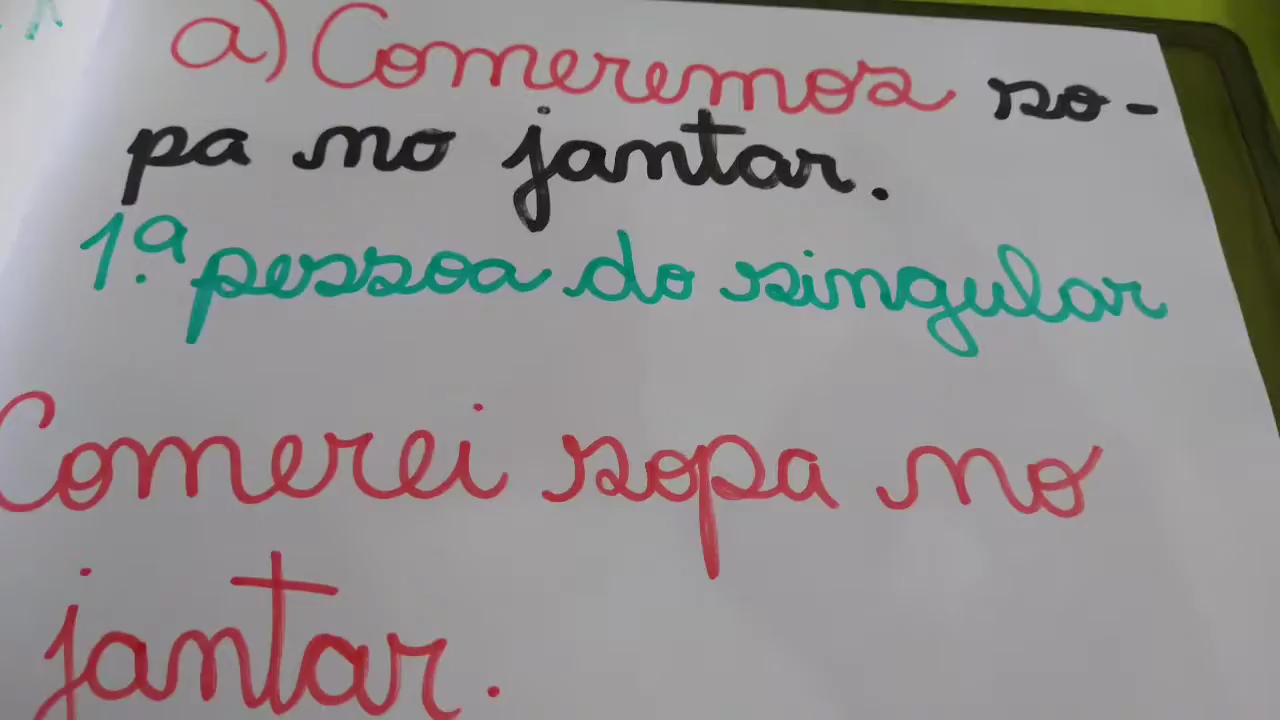 a) Comeremos so-
pa no jantar.
1.ª pessoa do singular
Comerei sopa no
jantar.